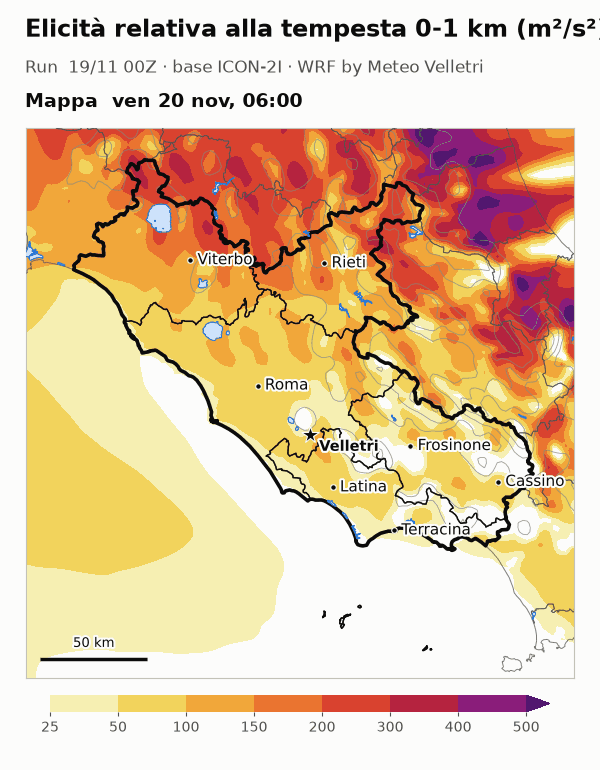 Elicità relativa alla tempesta 0-1 km (m²/s²)
Run  19/11 00Z · base ICON-2I · WRF by Meteo Velletri
Mappa  ven 20 nov, 06:00
Viterbo
Rieti
Roma
Velletri
Frosinone
Latina
Cassino
Terracina
50 km
25 50 100 150 200 300 400 500